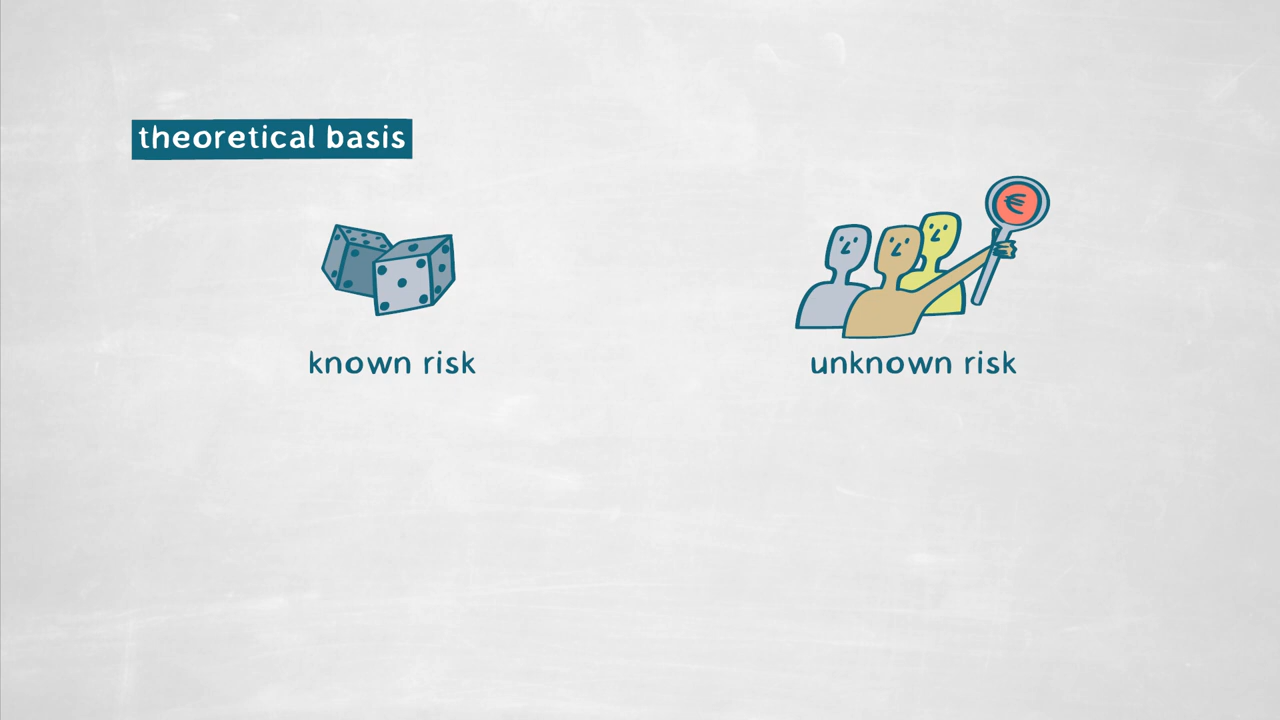 theoretical basis
€
known risk
unknown risk